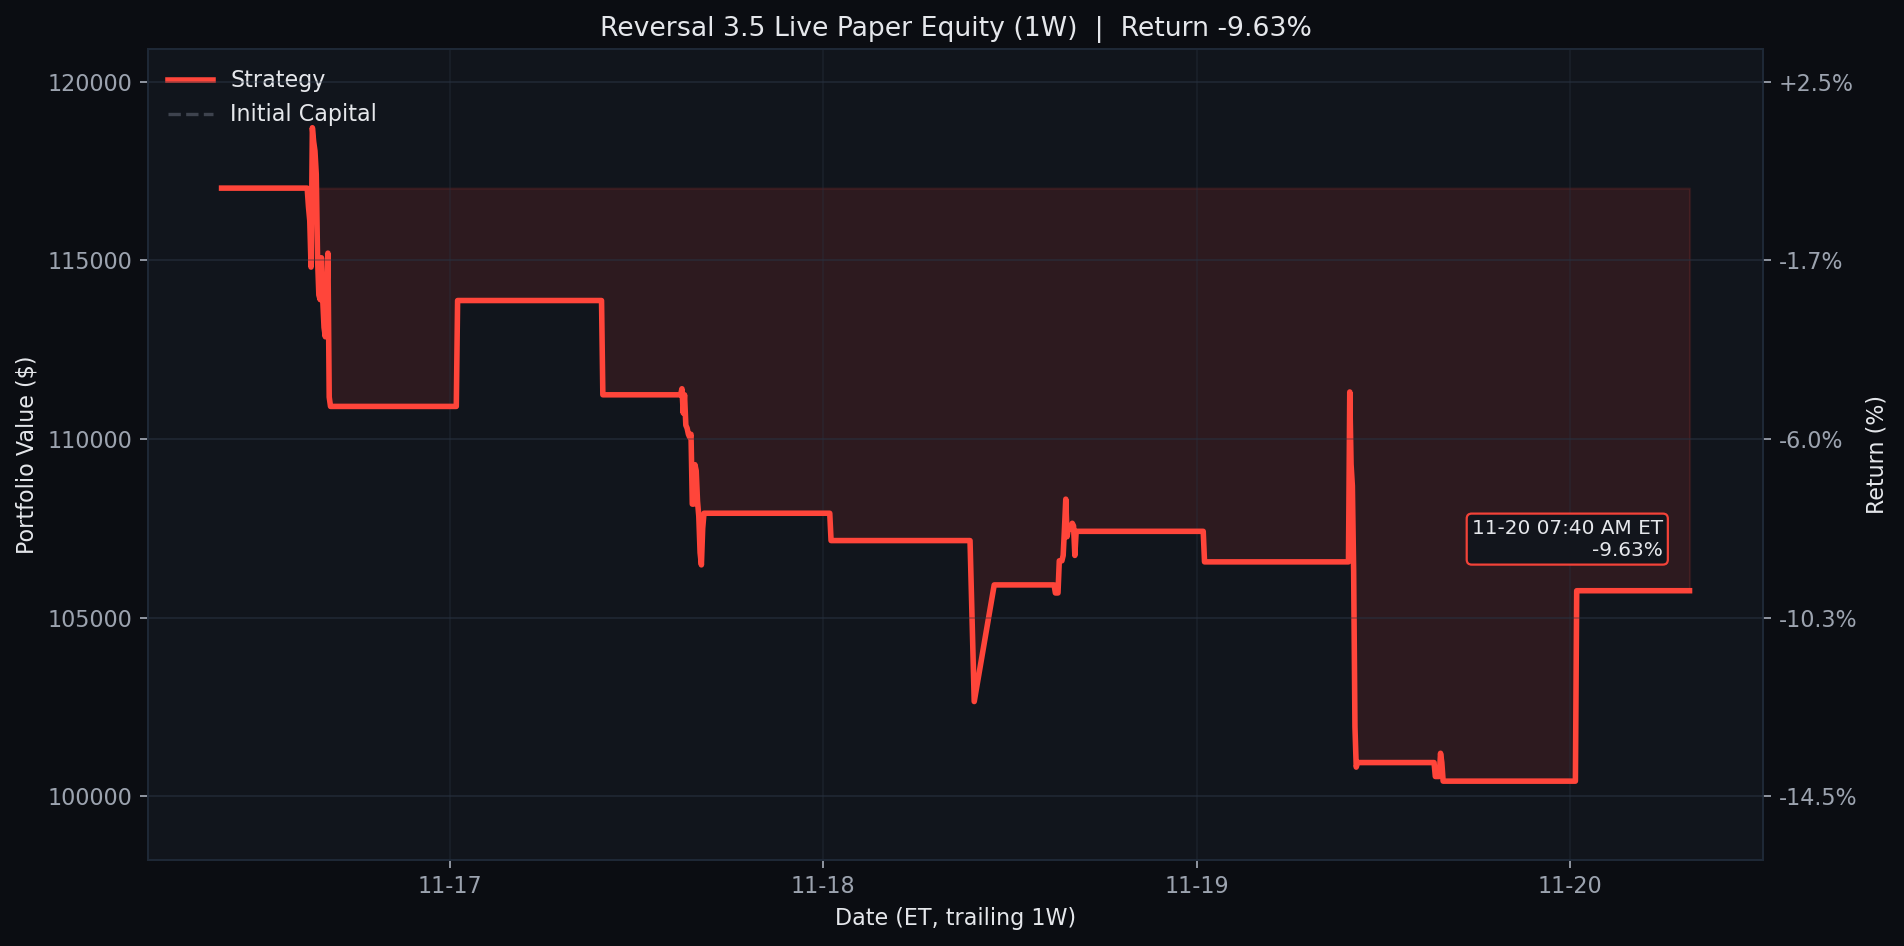 Reversal 3.5 Live Paper Equity (1W)  |  Return -9.63%
Strategy
Initial Capital
Portfolio Value ($)
120000
115000
110000
105000
100000
+2.5%
-1.7%
-6.0%
-10.3%
-14.5%
Return (%)
11-20 07:40 AM ET
-9.63%
11-17
11-18
11-19
11-20
Date (ET, trailing 1W)